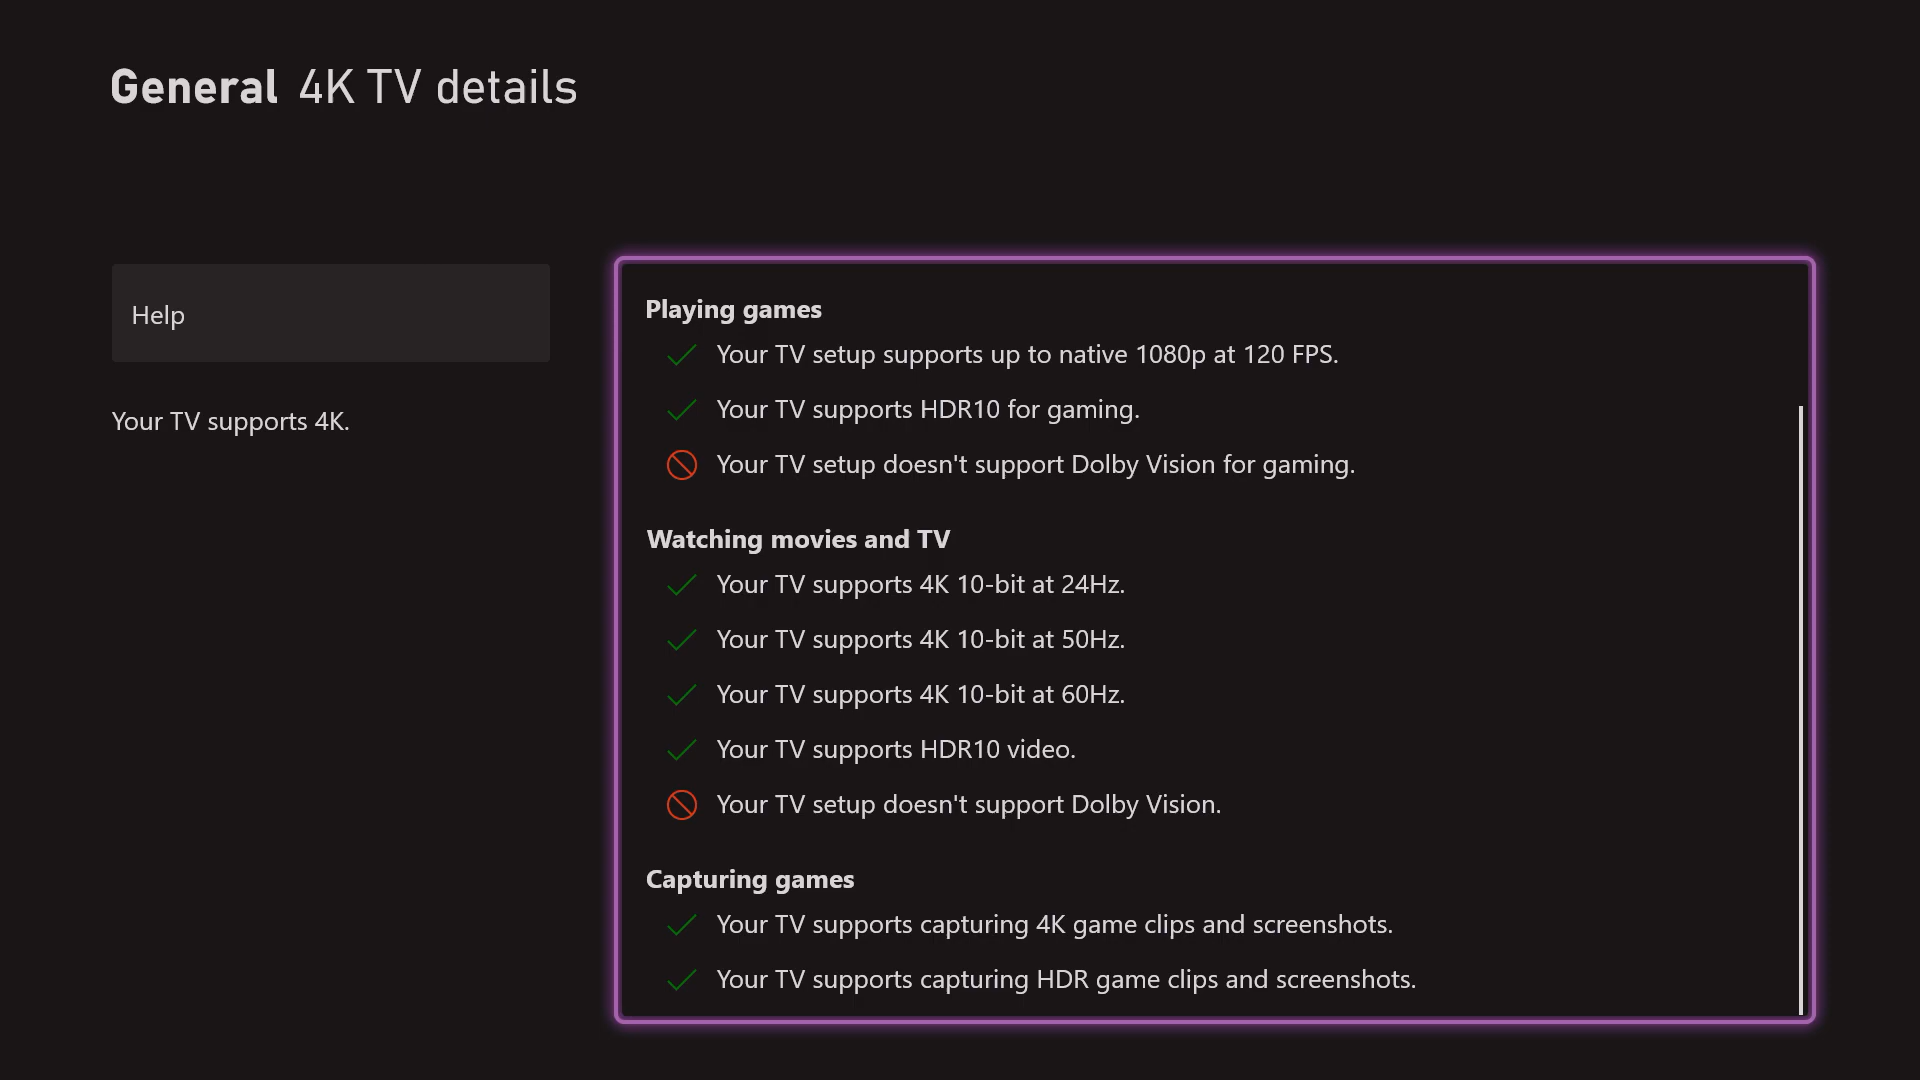 General 4K TV details
Help
Your TV supports 4K.
Playing games
Your TV setup supports up to native 1080p at 120 FPS.
Your TV supports HDR10 for gaming.
Your TV setup doesn't support Dolby Vision for gaming.
Watching movies and TV
Your TV supports 4K 10-bit at 24Hz.
Your TV supports 4K 10-bit at 50Hz.
Your TV supports 4K 10-bit at 60Hz.
Your TV supports HDR10 video.
Your TV setup doesn't support Dolby Vision.
Capturing games
Your TV supports capturing 4K game clips and screenshots.
Your TV supports capturing HDR game clips and screenshots.